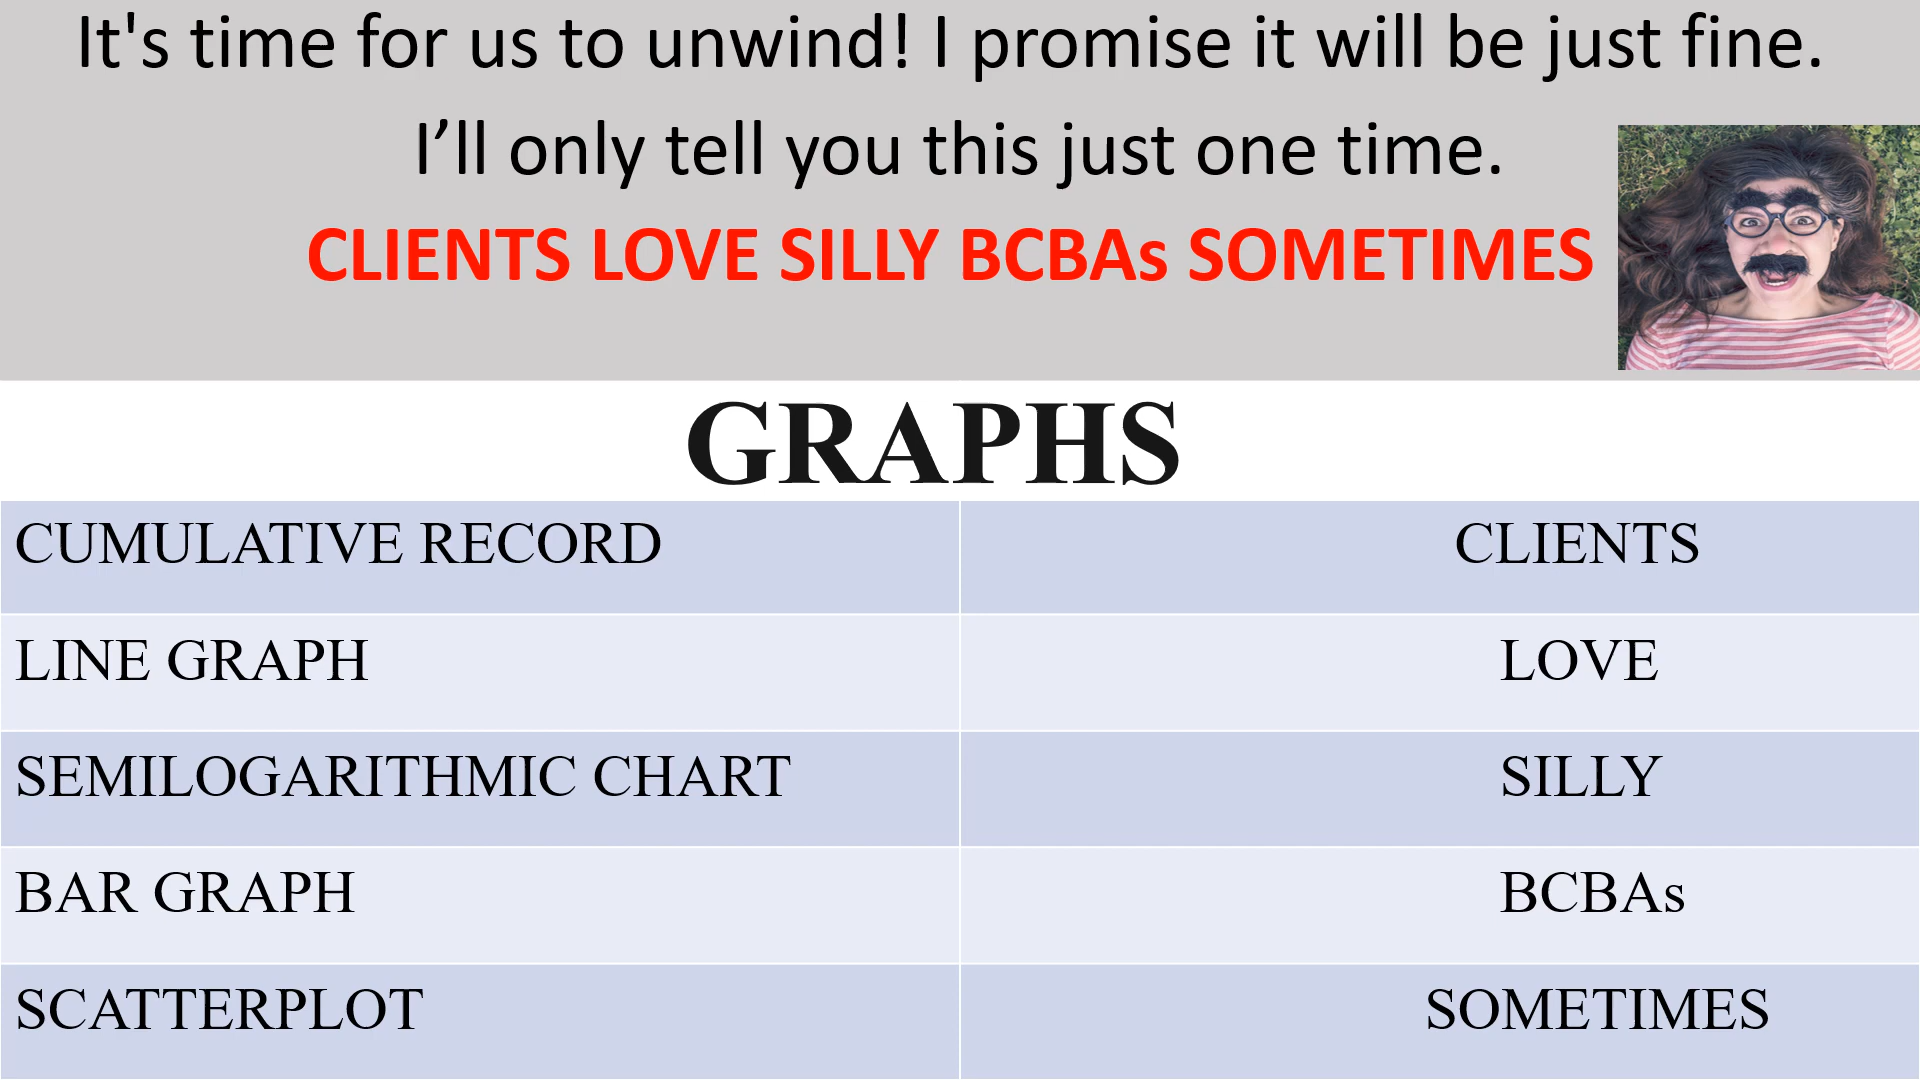 It's time for us to unwind! I promise it will be just fine.
I’ll only tell you this just one time.
CLIENTS LOVE SILLY BCBAs SOMETIMES
GRAPHS
CUMULATIVE RECORD CLIENTS
LINE GRAPH LOVE
SEMILOGARITHMIC CHART SILLY
BAR GRAPH BCBAs
SCATTERPLOT SOMETIMES